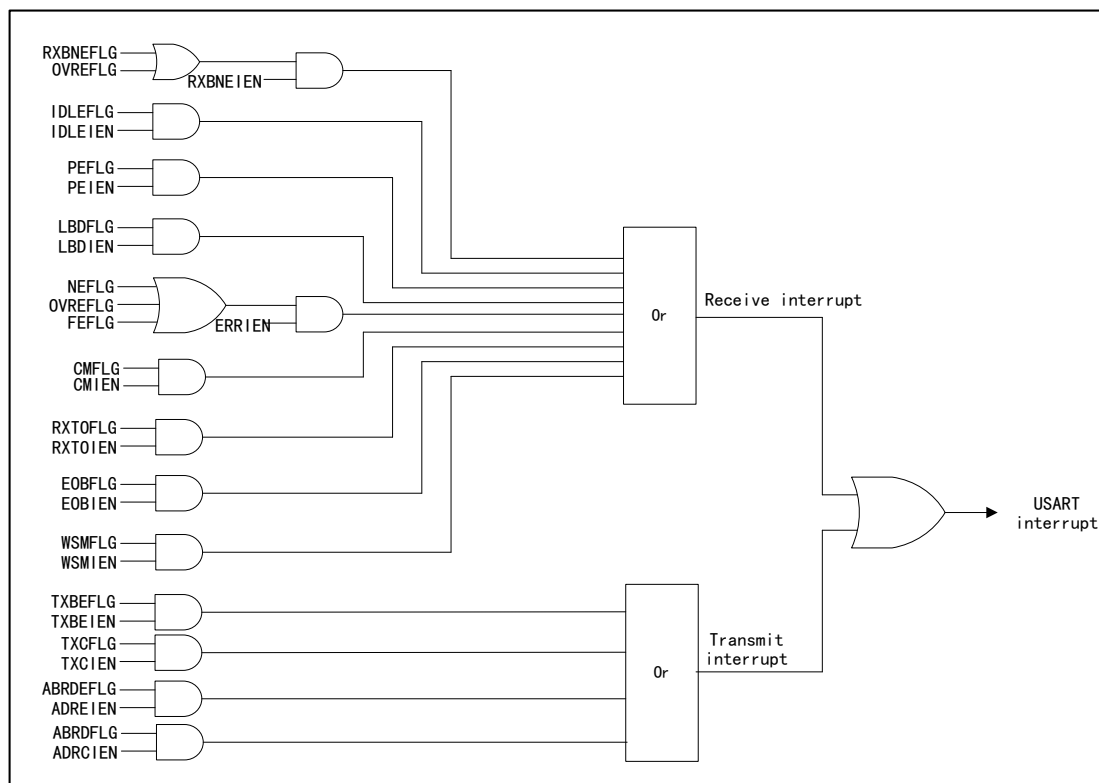 RXBNEFLG
OVREFLG
RXBNEIEN
IDLEFLG
IDLEIEN
PEFLG
PEIEN
LBDFLG
LBDIEN
NEFLG
OVREFLG
FEFLG
ERRIEN
CMFLG
CMIEN
RXTOFLG
RXTOIEN
EOBFLG
EOBIEN
WSMFLG
WSMIEN
Or
Receive interrupt
TXBEFLG
TXBEIEN
TXCFLG
TXCIEN
ABRDEFLG
ADREIEN
ABRDFLG
ADRCIEN
Or
Transmit
interrupt
USART
interrupt